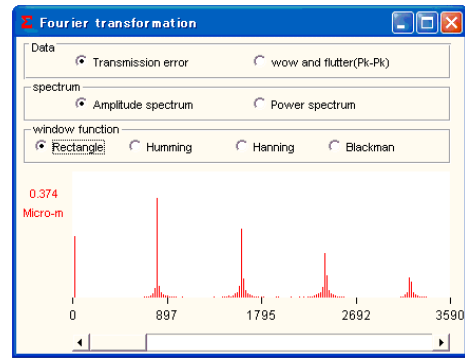 Σ Fourier transformation
Data
Transmission error wow and flutter(Pk-Pk)
spectrum
Amplitude spectrum Power spectrum
window function
Rectangle Humming Hanning Blackman
0.374
Micro-m
0 897 1795 2692 3590